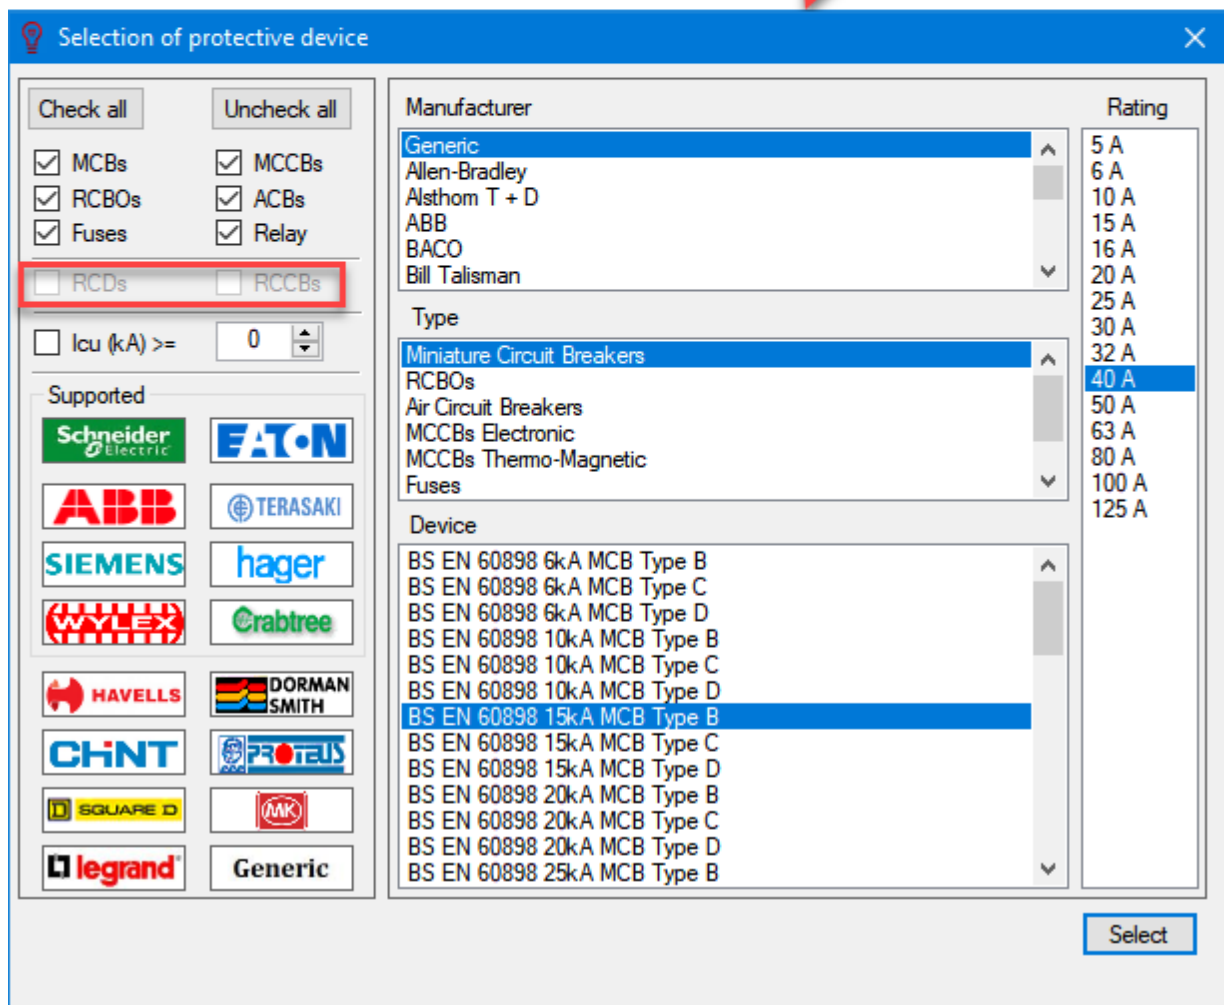 Selection of protective device
Check all
Uncheck all
MCBs
MCCBs
RCBOs
ACBs
Fuses
Relay
RCDs
RCCBs
Icu (kA) >=
0
Supported
Schneider
Electric
EATON
ABB
TERASAKI
SIEMENS
hager
WYLEX
Crabtree
HAVELLS
DORMAN
SMITH
CHiNT
PROTEUS
D SQUARE D
MK
legrand
Generic
Manufacturer
Generic
Allen-Bradley
Alsthom T + D
ABB
BACO
Bill Talisman
Type
Miniature Circuit Breakers
RCBOs
Air Circuit Breakers
MCCBs Electronic
MCCBs Thermo-Magnetic
Fuses
Device
BS EN 60898 6kA MCB Type B
BS EN 60898 6kA MCB Type C
BS EN 60898 6kA MCB Type D
BS EN 60898 10kA MCB Type B
BS EN 60898 10kA MCB Type C
BS EN 60898 10kA MCB Type D
BS EN 60898 15kA MCB Type B
BS EN 60898 15kA MCB Type C
BS EN 60898 15kA MCB Type D
BS EN 60898 20kA MCB Type B
BS EN 60898 20kA MCB Type C
BS EN 60898 20kA MCB Type D
BS EN 60898 25kA MCB Type B
Rating
5 A
6 A
10 A
15 A
16 A
20 A
25 A
30 A
32 A
40 A
50 A
63 A
80 A
100 A
125 A
Select